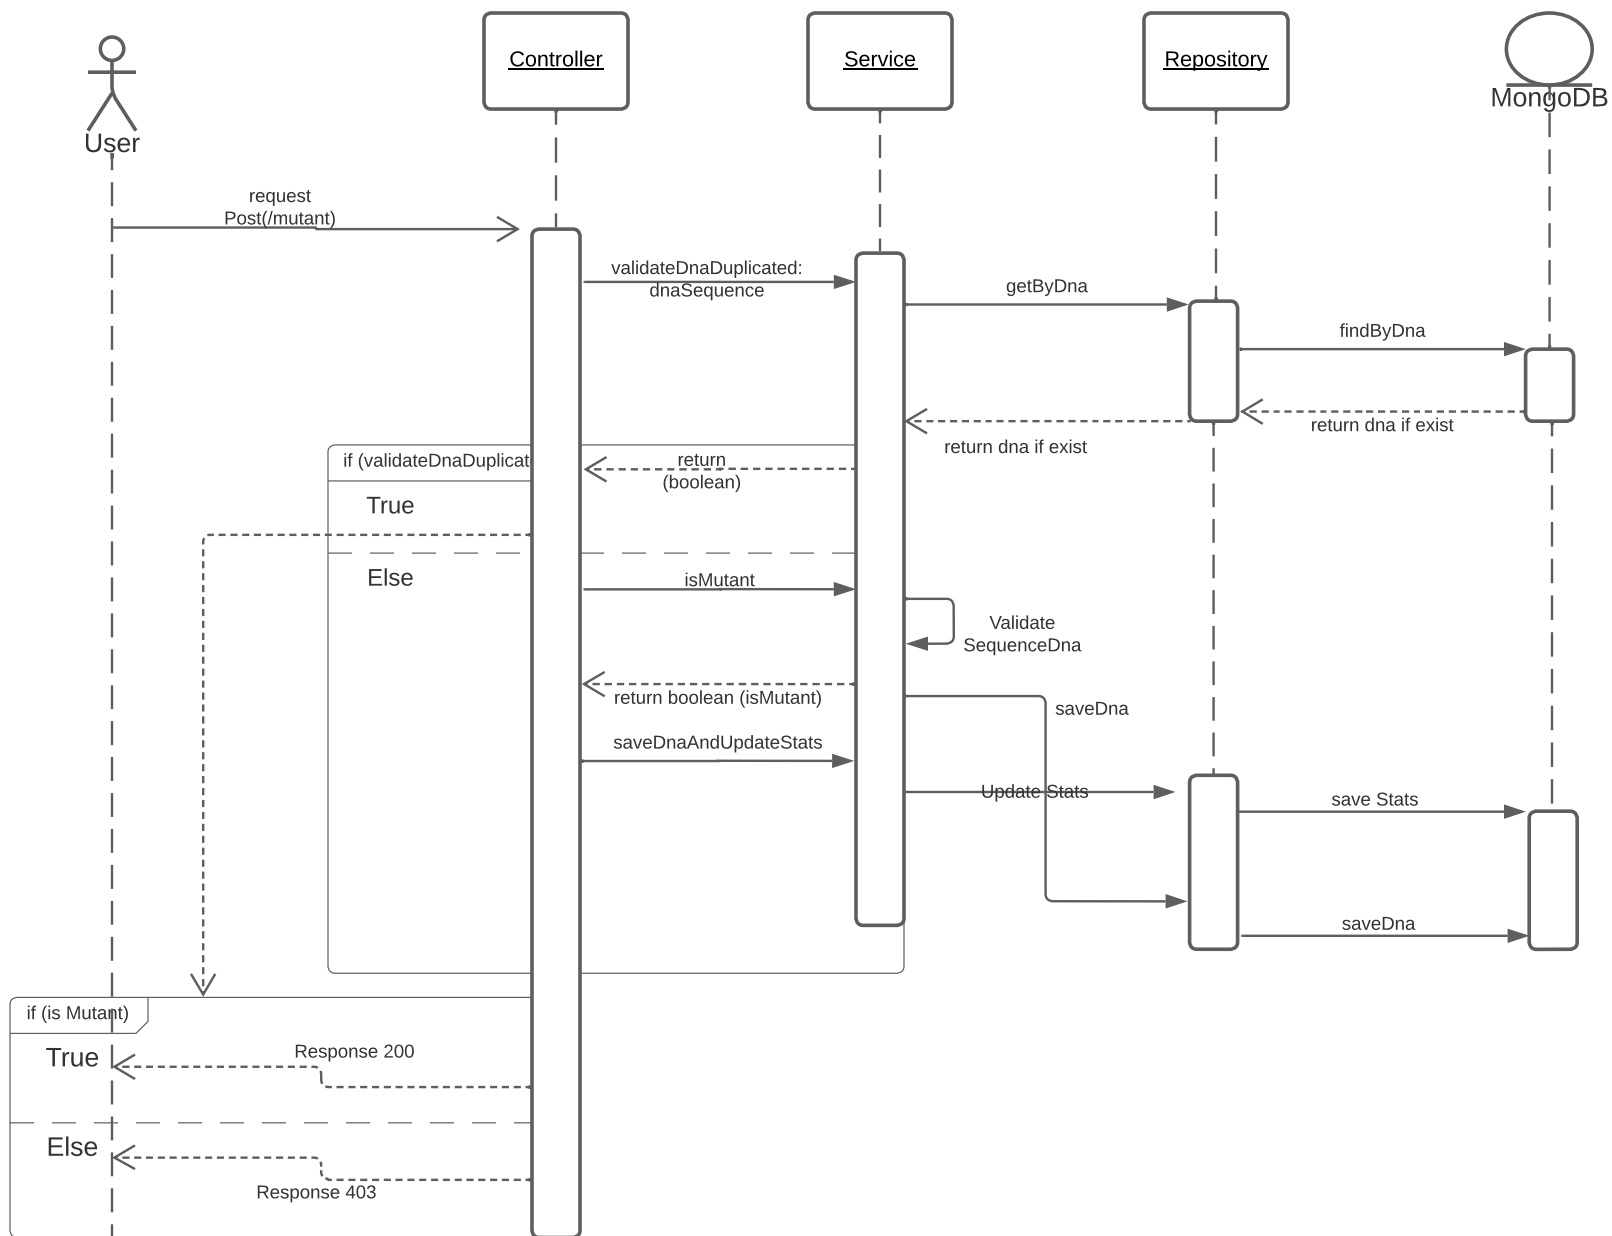 Controller
Service
Repository
MongoDB
User
request
Post(/mutant)
validateDnaDuplicated:
dnaSequence
getByDna
findByDna
return dna if exist
return dna if exist
if (validateDnaDuplicat
return
(boolean)
True
Else
isMutant
Validate
SequenceDna
return boolean (isMutant)
saveDna
saveDnaAndUpdateStats
Update Stats
save Stats
saveDna
if (is Mutant)
True
Response 200
Else
Response 403